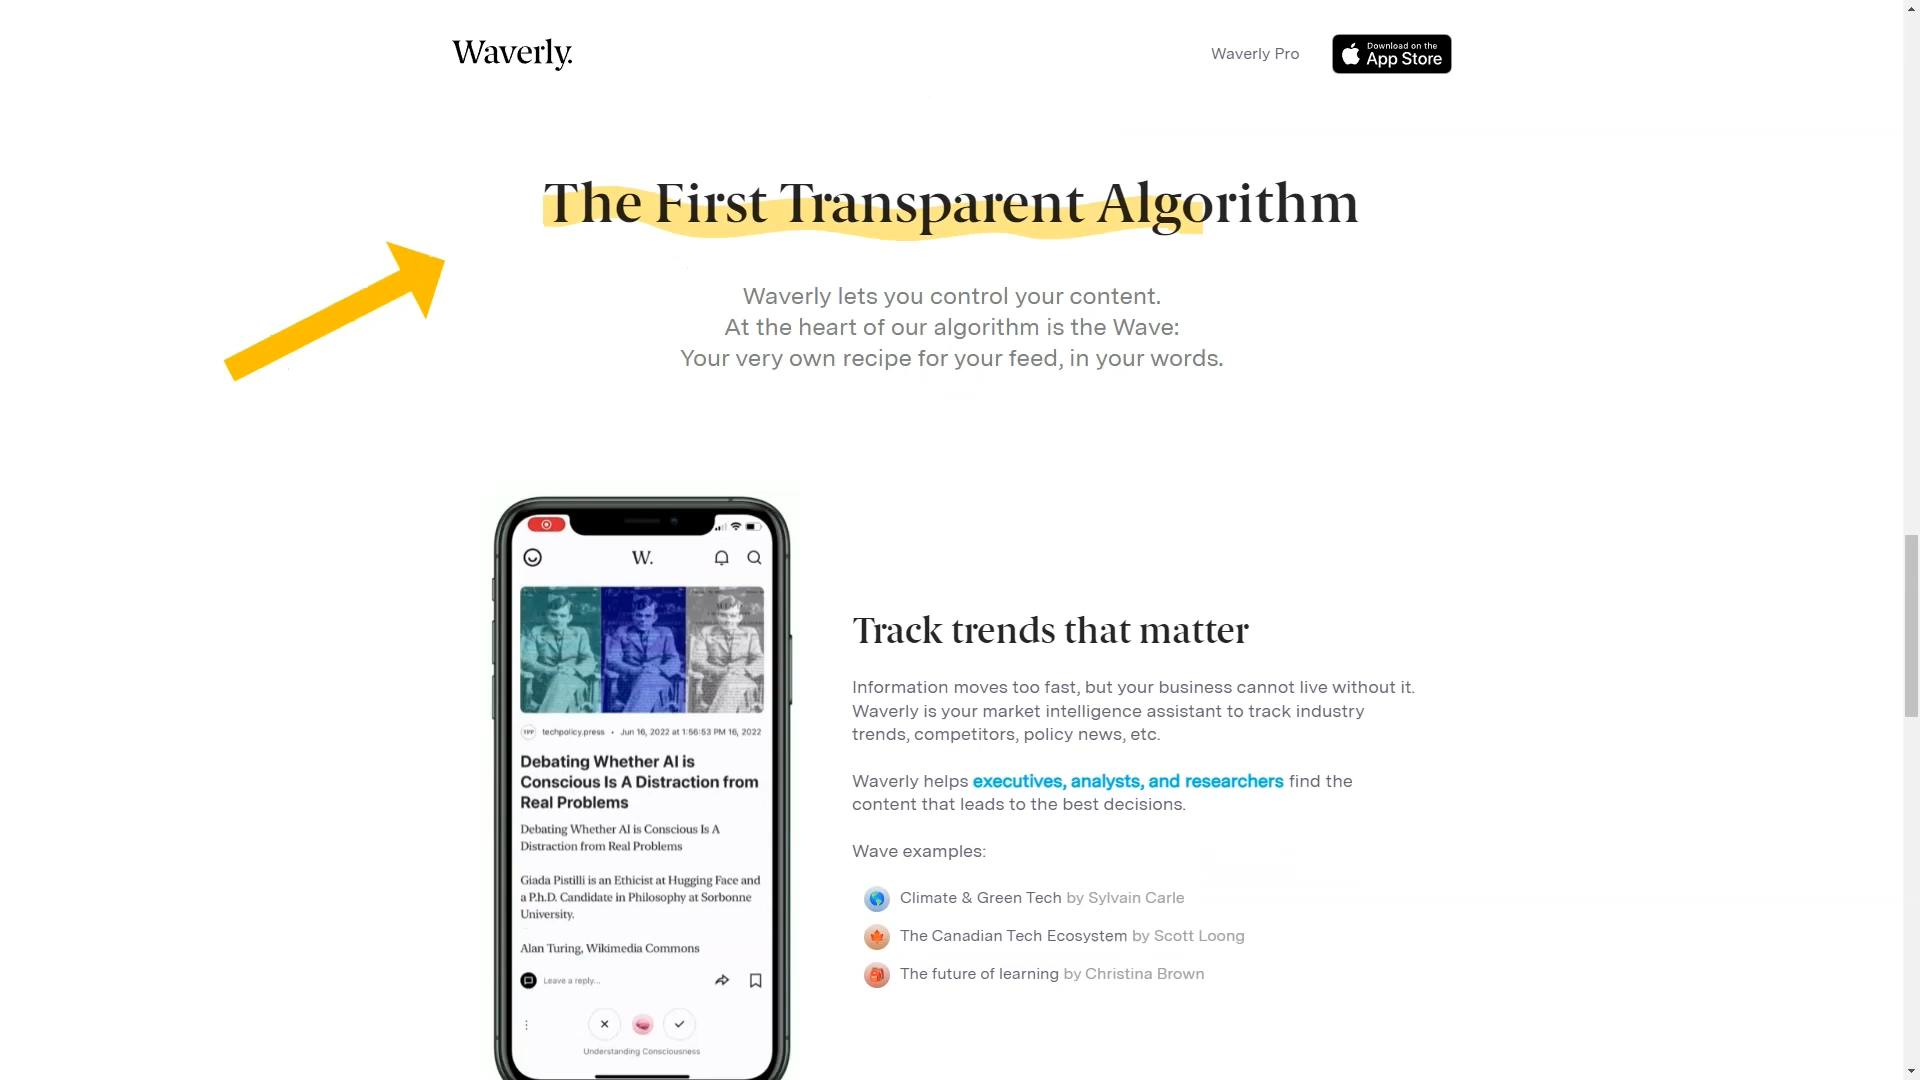 Waverly.
Waverly Pro
Download on the
App Store
The First Transparent Algorithm
Waverly lets you control your content.
At the heart of our algorithm is the Wave:
Your very own recipe for your feed, in your words.
W.
TPP
techpolicy.press • Jun 16, 2022 at 1:56:53 PM 16, 2022
Debating Whether AI is
Conscious Is A Distraction from
Real Problems
Debating Whether AI is Conscious Is A
Distraction from Real Problems
Giada Pistilli is an Ethicist at Hugging Face and
a P.h.D. Candidate in Philosophy at Sorbonne
University.
Alan Turing, Wikimedia Commons
Leave a reply...
Understanding Consciousness
Track trends that matter
Information moves too fast, but your business cannot live without it.
Waverly is your market intelligence assistant to track industry
trends, competitors, policy news, etc.
Waverly helps executives, analysts, and researchers find the
content that leads to the best decisions.
Wave examples:
Climate & Green Tech by Sylvain Carle
The Canadian Tech Ecosystem by Scott Loong
The future of learning by Christina Brown